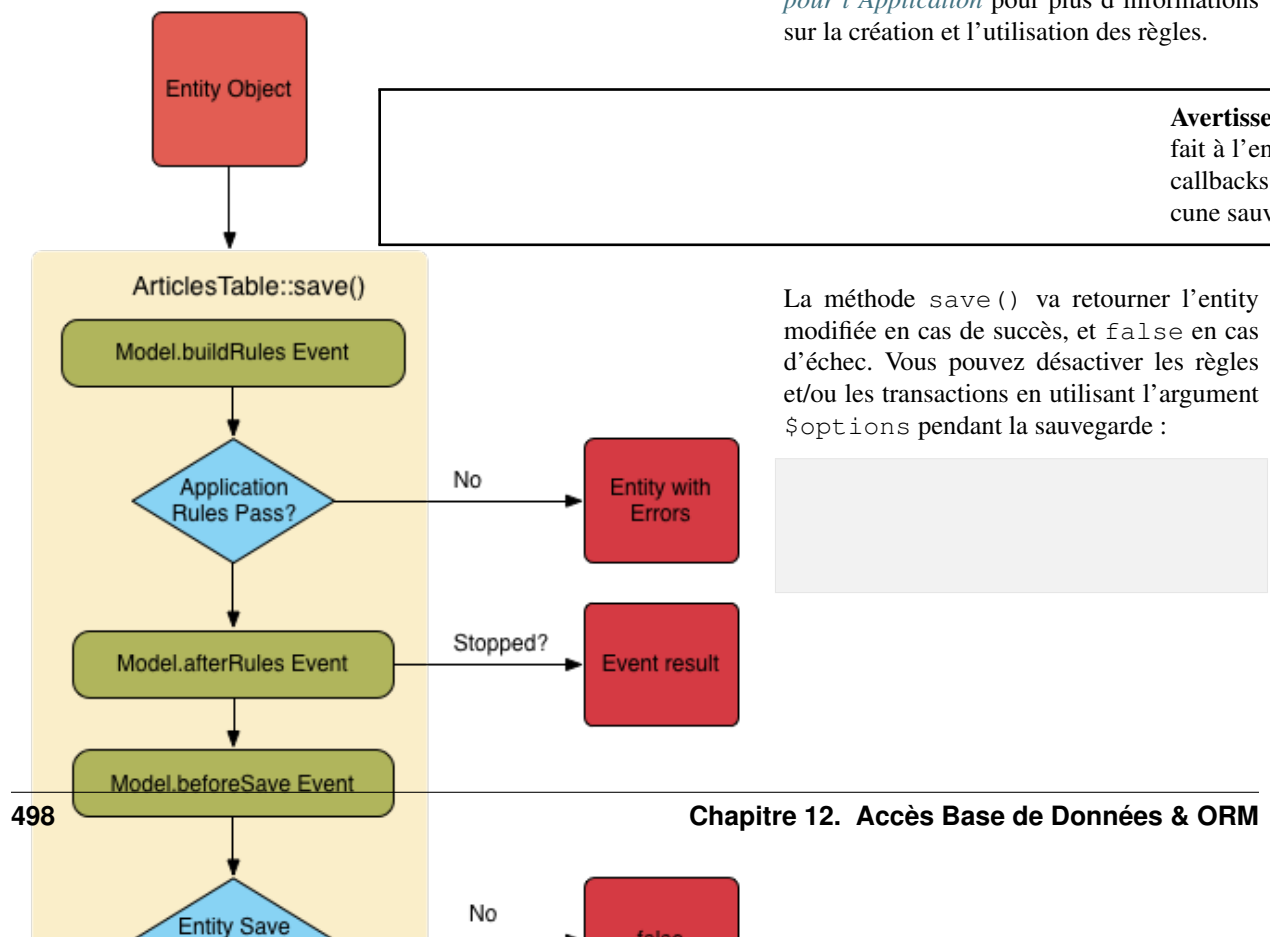 pour l'Application pour plus d'informations
sur la création et l'utilisation des règles.
Entity Object
fait à l'en
callbacks
cune
ArticlesTable::save()
Model.buildRules Event
La méthode save() va retourner l'entity
modifiée en cas de succès, et false en cas
d'échec. Vous pouvez désactiver les règles
et/ou les transactions en utilisant l'argument
$options pendant la sauvegarde :
Application
Rules Pass?
No
Entity with
Errors
Model.afterRules Event
Stopped?
Event result
Model.beforeSave Event
498
Chapitre 12. Accès Base de Données & ORM
Entity Save
No
false